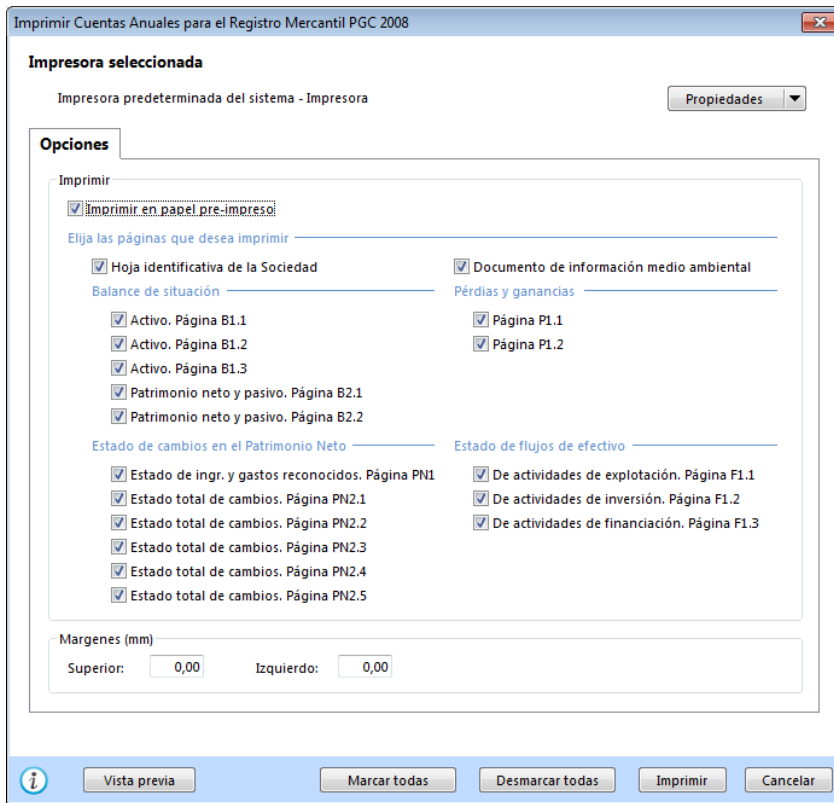 Imprimir Cuentas Anuales para el Registro Mercantil PGC 2008
Impresora seleccionada
Impresora predeterminada del sistema - Impresora
Propiedades
Opciones
Imprimir
Imprimir en papel pre-impreso
Elija las páginas que desea imprimir
Hoja identificativa de la Sociedad
Documento de información medio ambiental
Balance de situación
Pérdias y ganancias
Activo. Página B1.1
Página P1.1
Activo. Página B1.2
Página P1.2
Activo. Página B1.3
Patrimonio neto y pasivo. Página B2.1
Patrimonio neto y pasivo. Página B2.2
Estado de cambios en el Patrimonio Neto
Estado de flujos de efectivo
Estado de ingr. y gastos reconocidos. Página PN1
De actividades de explotación. Página F1.1
Estado total de cambios. Página PN2.1
De actividades de inversión. Página F1.2
Estado total de cambios. Página PN2.2
De actividades de financiación. Página F1.3
Estado total de cambios. Página PN2.3
Estado total de cambios. Página PN2.4
Estado total de cambios. Página PN2.5
Margenes (mm)
Superior: 0,00 Izquierdo: 0,00
i Vista previa Marcar todas Desmarcar todas Imprimir Cancelar